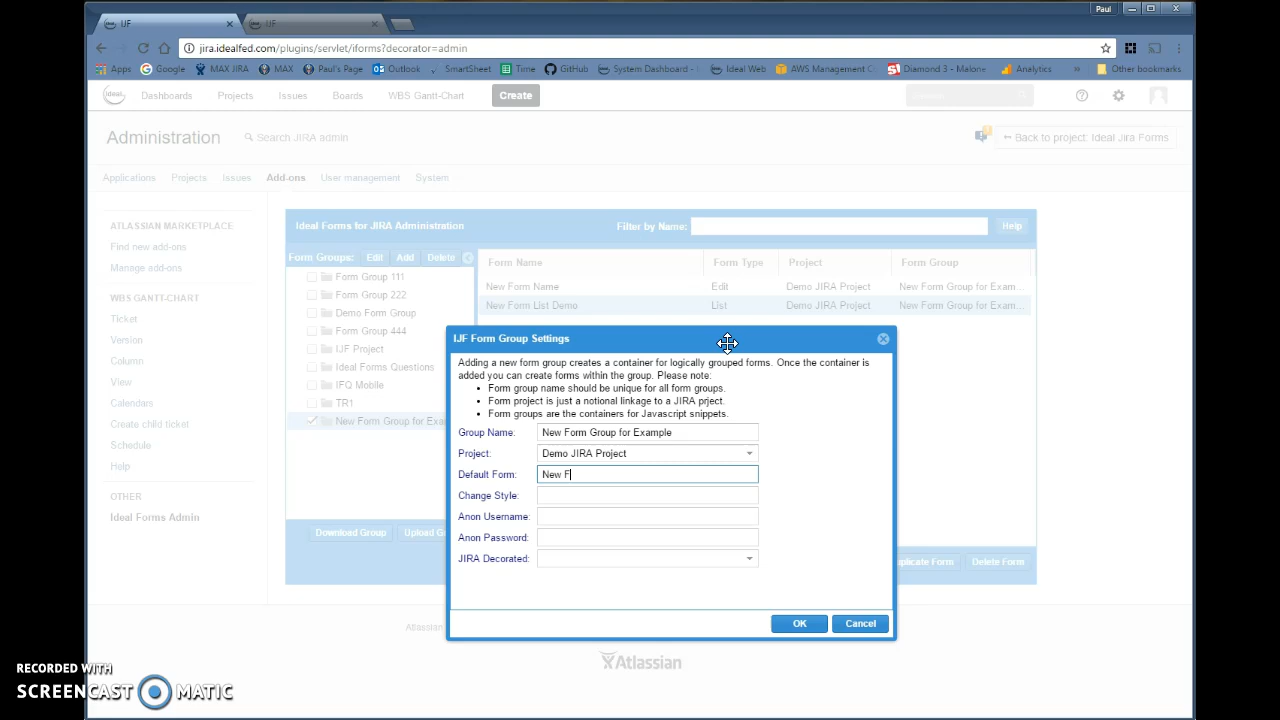 Paul
IJF
IJF
jira.idealfed.com/plugins/servlet/iforms?decorator=admin
Apps Google MAX JIRA MAX Paul's Page Outlook SmartSheet Time GitHub System Dashboard - Ideal Web AWS Management C Diamond 3 - Malone Analytics » Other bookmarks
ideal Dashboards Projects Issues Boards WBS Gantt-Chart Create
Administration Search JIRA admin Back to project: Ideal Jira Forms
Applications Projects Issues Add-ons User management System
ATLASSIAN MARKETPLACE
Find new add-ons
Manage add-ons
WBS GANTT-CHART
Ticket
Version
Column
View
Calendars
Create child ticket
Schedule
Help
OTHER
Ideal Forms Admin
Ideal Forms for JIRA Administration Filter by Name: Help
Form Groups: Edit Add Delete
Form Group 111
Form Group 222
Demo Form Group
Form Group 444
IJF Project
Ideal Forms Questions
IFQ Mobile
TR1
New Form Group for Exa
Download Group Upload Gr
Form Name Form Type Project Form Group
New Form Name Edit Demo JIRA Project New Form Group for Exam...
New Form List Demo List Demo JIRA Project New Form Group for Exam...
plicate Form Delete Form
IJF Form Group Settings
Adding a new form group creates a container for logically grouped forms. Once the container is
added you can create forms within the group. Please note:
• Form group name should be unique for all form groups.
• Form project is just a notional linkage to a JIRA prject.
• Form groups are the containers for Javascript snippets.
Group Name: New Form Group for Example
Project: Demo JIRA Project
Default Form: New F
Change Style:
Anon Username:
Anon Password:
JIRA Decorated:
OK Cancel
Atlassian
Atlassian
RECORDED WITH
SCREENCAST MATIC